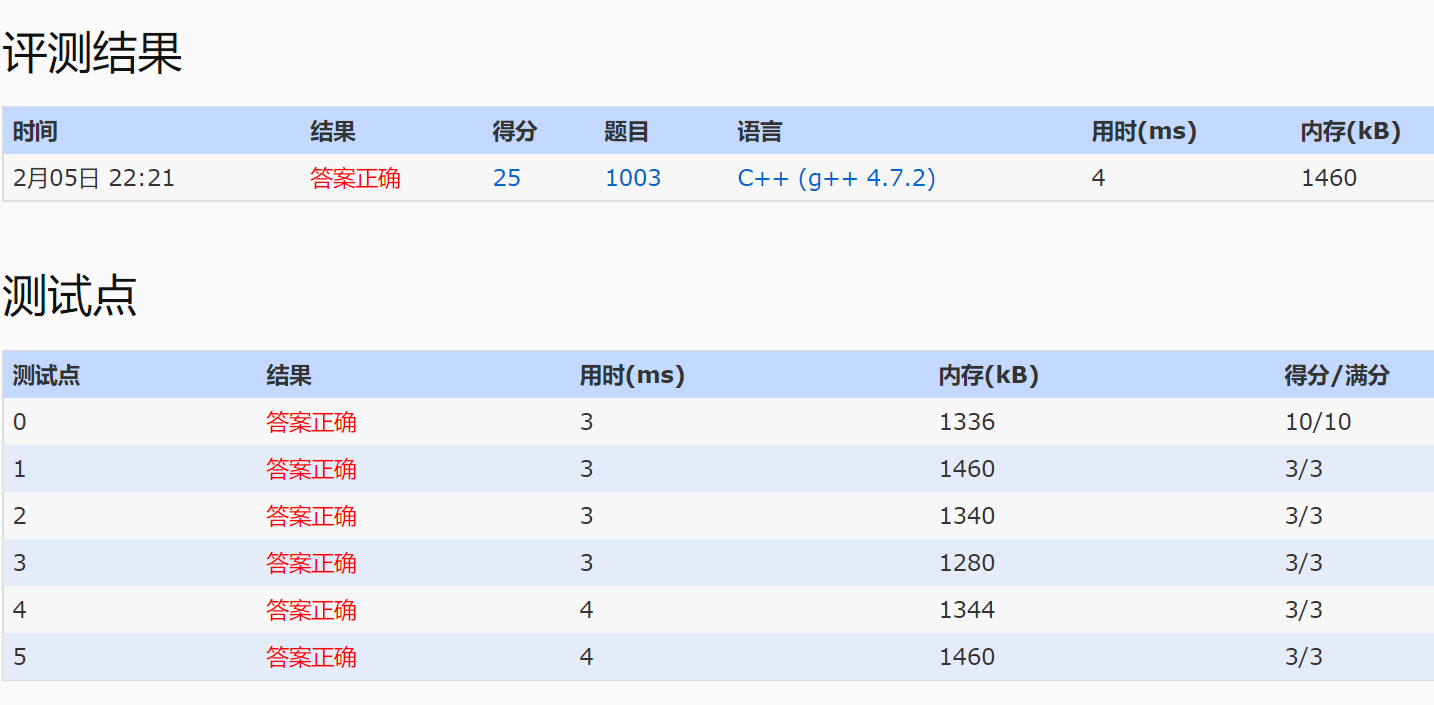 评测结果
时间 结果 得分 题目 语言 用时(ms) 内存(kB)
2月05日 22:21 答案正确 25 1003 C++ (g++ 4.7.2) 4 1460
测试点
测试点 结果 用时(ms) 内存(kB) 得分/满分
0 答案正确 3 1336 10/10
1 答案正确 3 1460 3/3
2 答案正确 3 1340 3/3
3 答案正确 3 1280 3/3
4 答案正确 4 1344 3/3
5 答案正确 4 1460 3/3